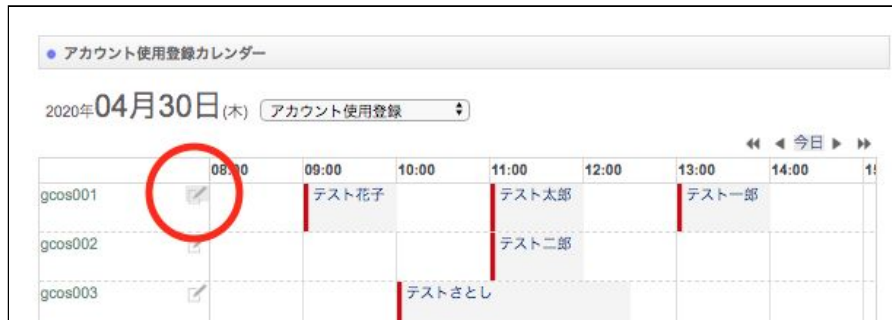 アカウント使用登録カレンダー
2020年04月30日(木) アカウント使用登録
今日
08:00 09:00 10:00 11:00 12:00 13:00 14:00
gcos001 テスト花子 テスト太郎 テスト一郎
gcos002 テスト二郎
gcos003 テストさとし